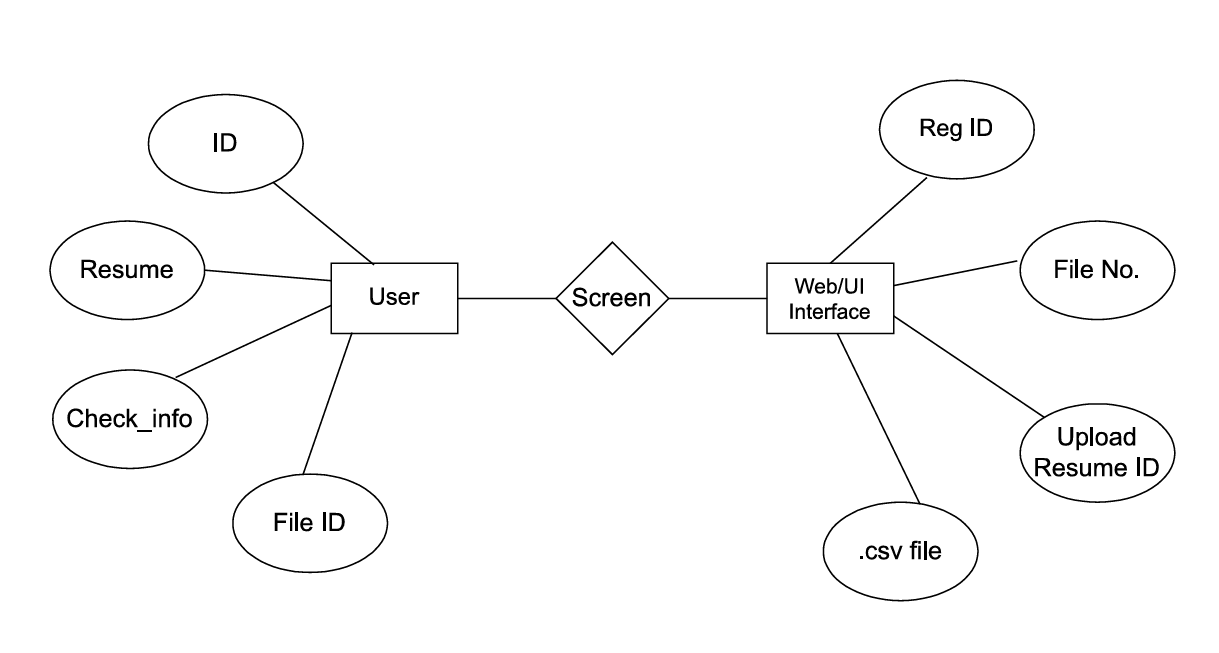 ID
Reg ID
Resume
File No.
User
Screen
Web/UI
Interface
Check_info
Upload
Resume ID
File ID
.csv file